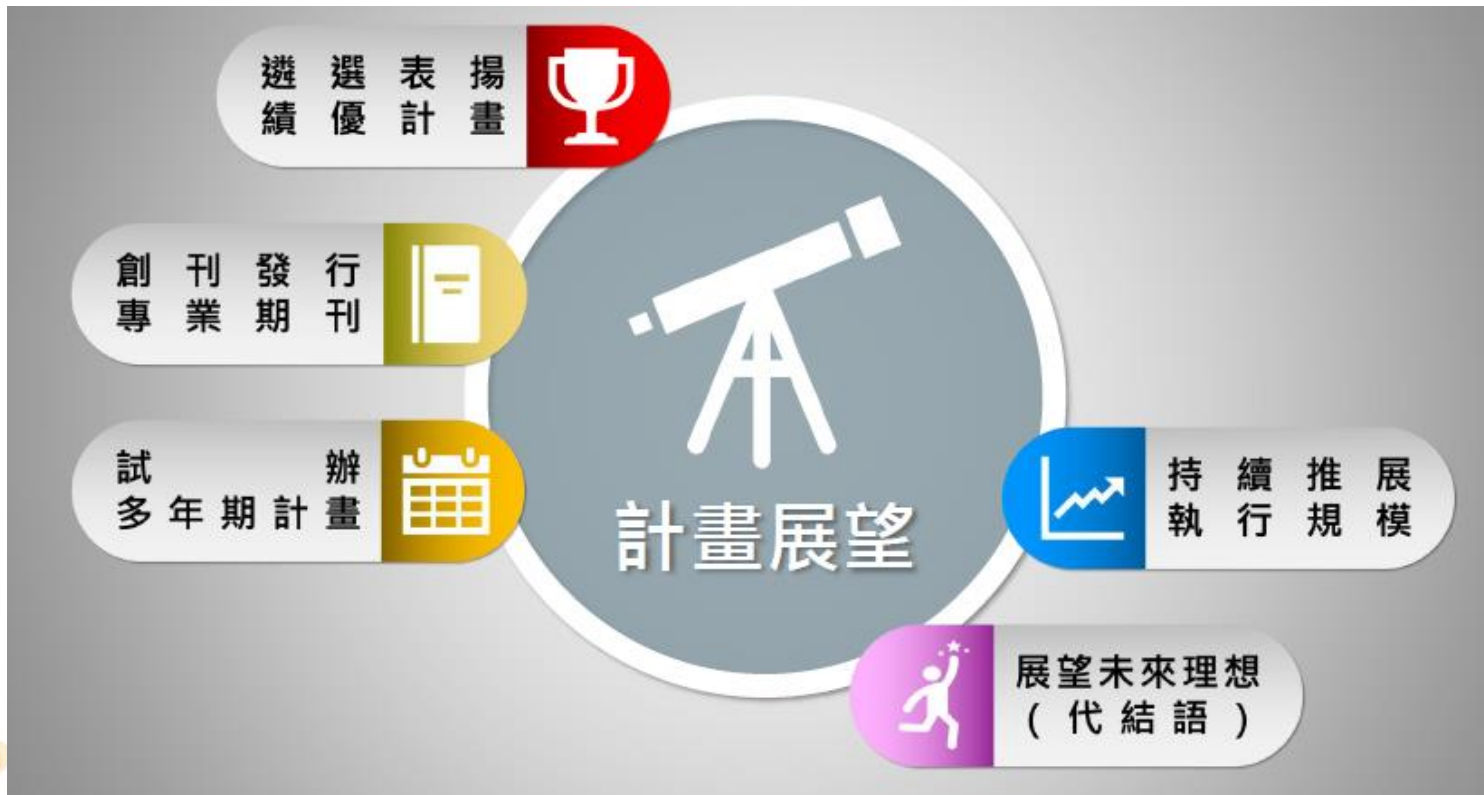 遴選表揚
績優計畫
創刊發行
專業期刊
試辦
多年期計畫
計畫展望
持續推展
執行規模
展望未來理想
(代結語)